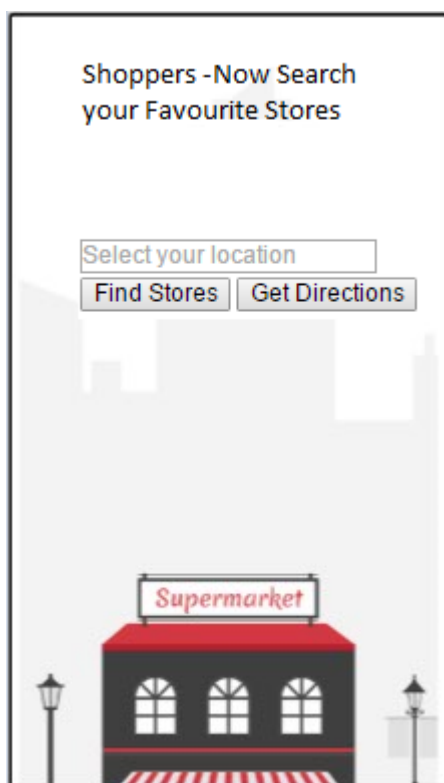 Shoppers -Now Search
your Favourite Stores
Select your location
Find Stores Get Directions
Supermarket